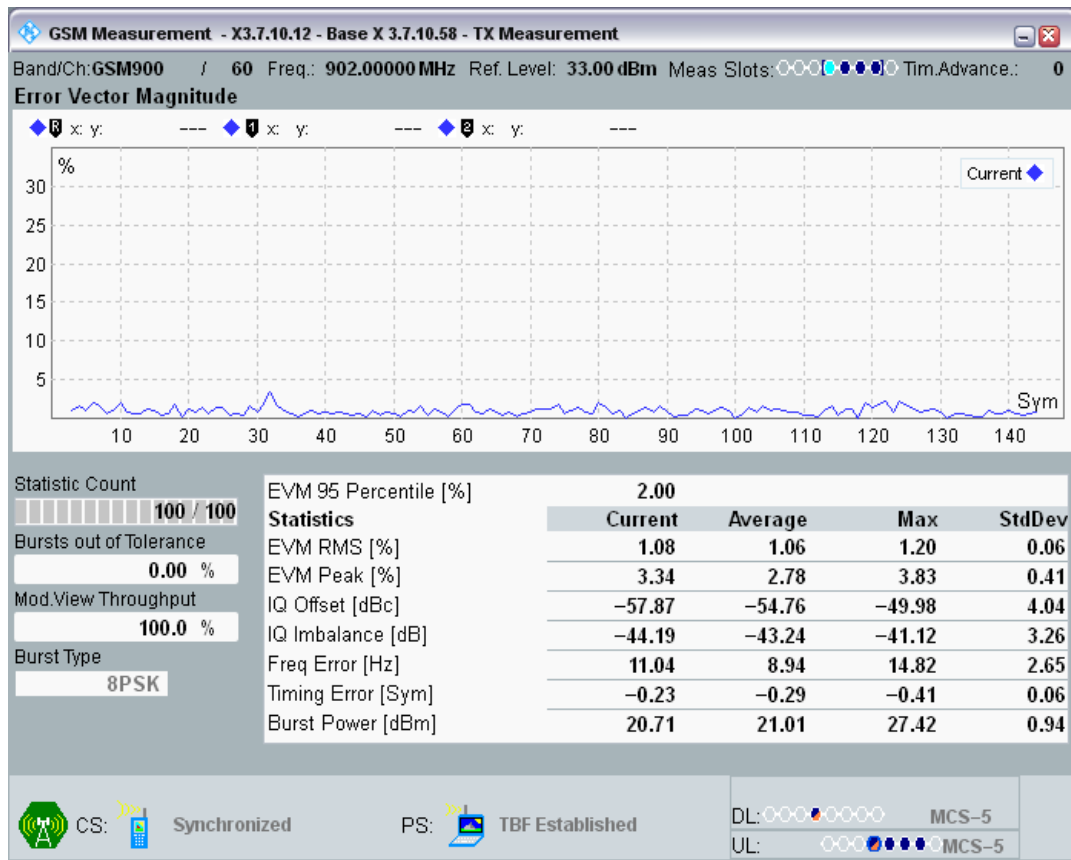 GSM Measurement - X3.7.10.12 - Base X 3.7.10.58 - TX Measurement
Band/Ch:GSM900 / 60 Freq.: 902.00000 MHz Ref. Level: 33.00 dBm Meas Slots: Tim.Advance.: 0
Error Vector Magnitude
R x: y: --- 1 x: y: --- 2 x: y: ---
%
Current
30
25
20
15
10
5
Sym
10 20 30 40 50 60 70 80 90 100 110 120 130 140
Statistic Count
100 / 100
Bursts out of Tolerance
0.00 %
Mod.View Throughput
100.0 %
Burst Type
8PSK
EVM 95 Percentile [%] 2.00
Statistics Current Average Max StdDev
EVM RMS [%] 1.08 1.06 1.20 0.06
EVM Peak [%] 3.34 2.78 3.83 0.41
IQ Offset [dBc] −57.87 −54.76 −49.98 4.04
IQ Imbalance [dB] −44.19 −43.24 −41.12 3.26
Freq Error [Hz] 11.04 8.94 14.82 2.65
Timing Error [Sym] −0.23 −0.29 −0.41 0.06
Burst Power [dBm] 20.71 21.01 27.42 0.94
CS: Synchronized PS: TBF Established
DL: MCS−5
UL: MCS−5